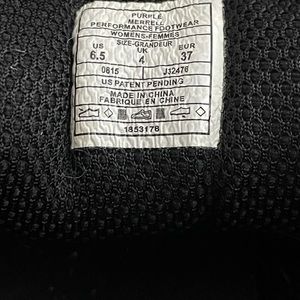 PURPLE
MERRELL
PERFORMANCE FOOTWEAR
WOMENS-FEMMES
SIZE-GRANDEUR
US UK EUR
6.5 4 37
0615 J32476
US PATENT PENDING
MADE IN CHINA
FABRIQUE EN CHINE
1853178